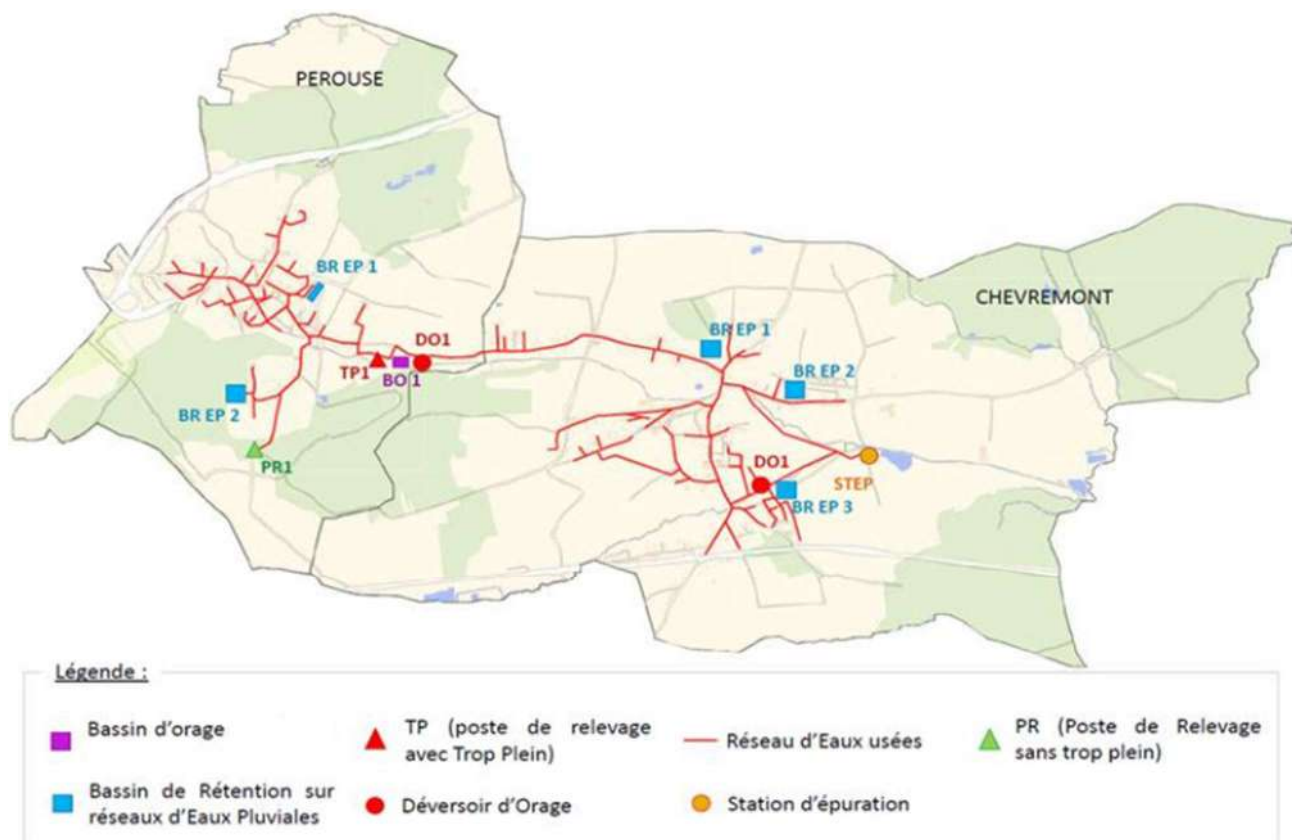 PEROUSE
CHEVREMONT
BR EP 1
DO1
TP1
BO 1
BR EP 2
PR1
BR EP 1
BR EP 2
DO1
STEP
BR EP 3
Légende :
Bassin d'orage
TP (poste de relevage
avec Trop Plein)
Réseau d'Eaux usées
PR (Poste de Relevage
sans trop plein)
Bassin de Rétention sur
réseaux d'Eaux Pluviales
Déversoir d'Orage
Station d'épuration